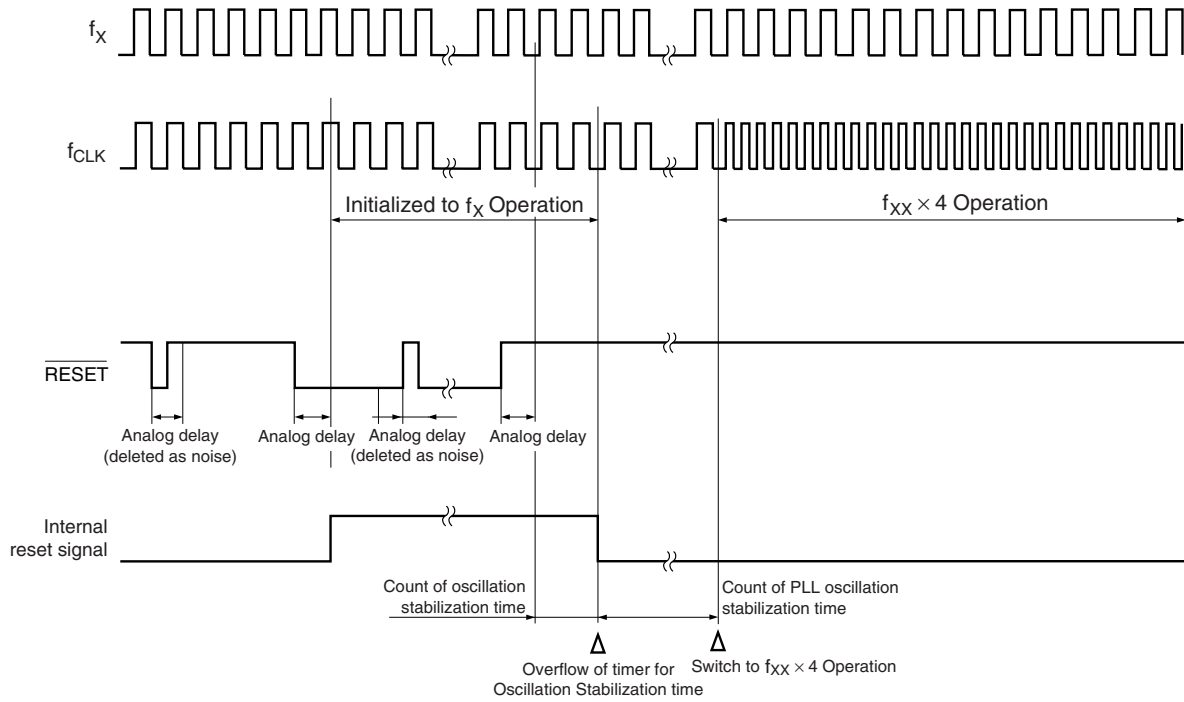 fX
fCLK
Initialized to fX Operation
fXX × 4 Operation
RESET
Analog delay
(deleted as noise)
Analog delay
Analog delay
(deleted as noise)
Analog delay
Internal
reset signal
Count of oscillation
stabilization time
Count of PLL oscillation
stabilization time
Overflow of timer for
Oscillation Stabilization time
Switch to fXX × 4 Operation